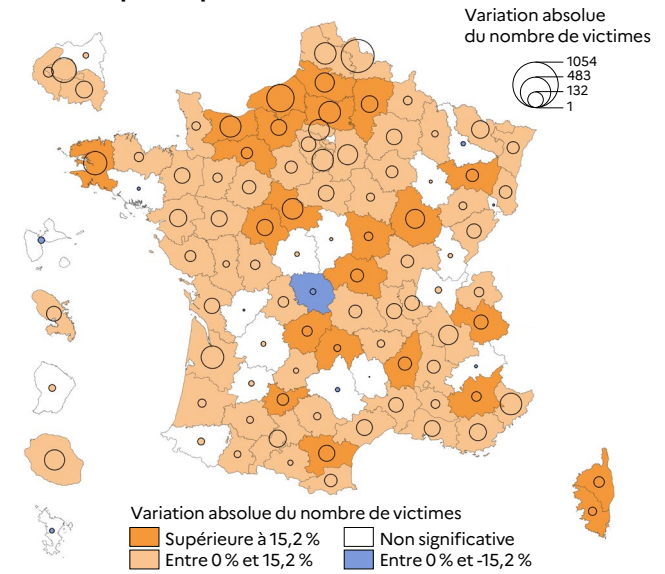 Variation absolue
du nombre de victimes
1054
483
132
1
Variation absolue du nombre de victimes
Supérieure à 15,2 %
Non significative
Entre 0 % et 15,2 %
Entre 0 % et -15,2 %